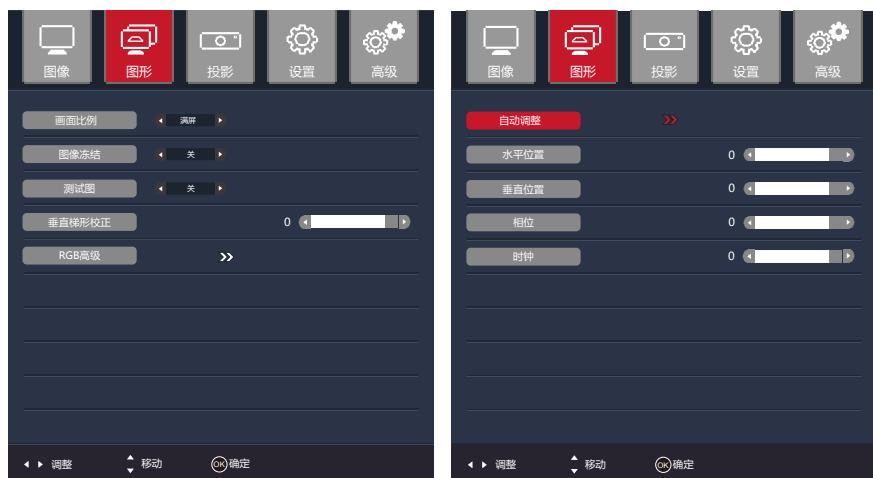 图像 图形 投影 设置 高级
画面比例 满屏
图像冻结 关
测试图 关
垂直梯形校正 0
RGB高级
调整 移动 OK 确定
图像 图形 投影 设置 高级
自动调整
水平位置 0
垂直位置 0
相位 0
时钟 0
调整 移动 OK 确定